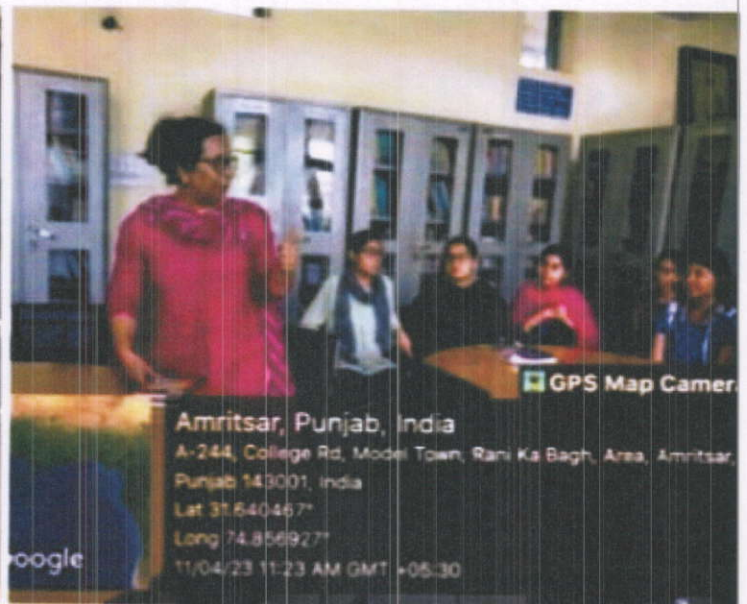 GPS Map Camer
Amritsar, Punjab, India
A-244, College Rd, Model Town, Rani Ka Bagh, Area, Amritsar,
Punjab 143001, India
Lat 31.640467°
Long 74.856927°
11/04/23 11:23 AM GMT +05:30
oogle